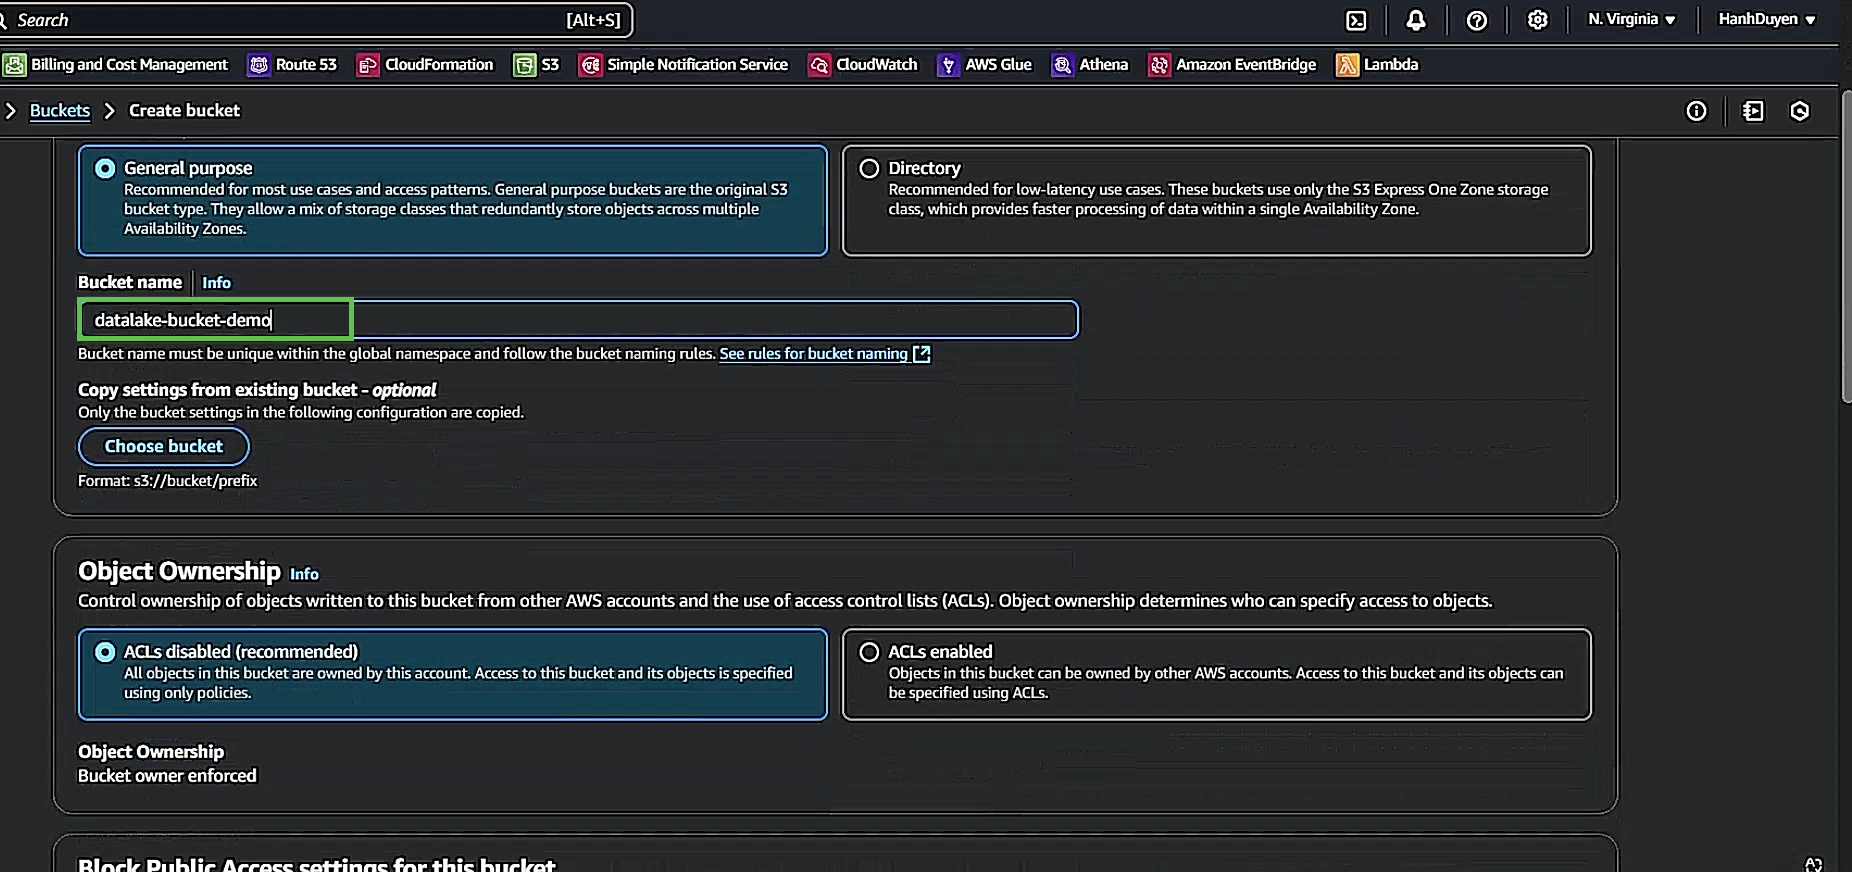 Search [Alt+S] N. Virginia HanhDuyen
Billing and Cost Management Route 53 CloudFormation S3 Simple Notification Service CloudWatch AWS Glue Athena Amazon EventBridge Lambda
Buckets > Create bucket
General purpose
Recommended for most use cases and access patterns. General purpose buckets are the original S3
bucket type. They allow a mix of storage classes that redundantly store objects across multiple
Availability Zones.
Directory
Recommended for low-latency use cases. These buckets use only the S3 Express One Zone storage
class, which provides faster processing of data within a single Availability Zone.
Bucket name Info
datalake-bucket-demo
Bucket name must be unique within the global namespace and follow the bucket naming rules. See rules for bucket naming
Copy settings from existing bucket - optional
Only the bucket settings in the following configuration are copied.
Choose bucket
Format: s3://bucket/prefix
Object Ownership Info
Control ownership of objects written to this bucket from other AWS accounts and the use of access control lists (ACLs). Object ownership determines who can specify access to objects.
ACLs disabled (recommended)
All objects in this bucket are owned by this account. Access to this bucket and its objects is specified
using only policies.
ACLs enabled
Objects in this bucket can be owned by other AWS accounts. Access to this bucket and its objects can
be specified using ACLs.
Object Ownership
Bucket owner enforced
Block Public Access settings for this bucket